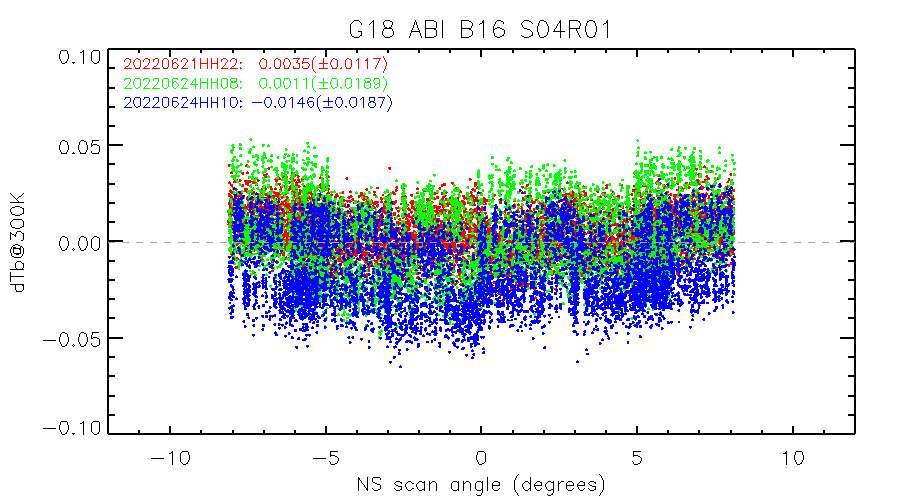 G18 ABI B16 S04R01
0.10
20220621HH22: 0.0035(±0.0117)
20220624HH08: 0.0011(±0.0189)
20220624HH10: −0.0146(±0.0187)
0.05
0.00
−0.05
−0.10
dTb@300K
−10 −5 0 5 10
NS scan angle (degrees)